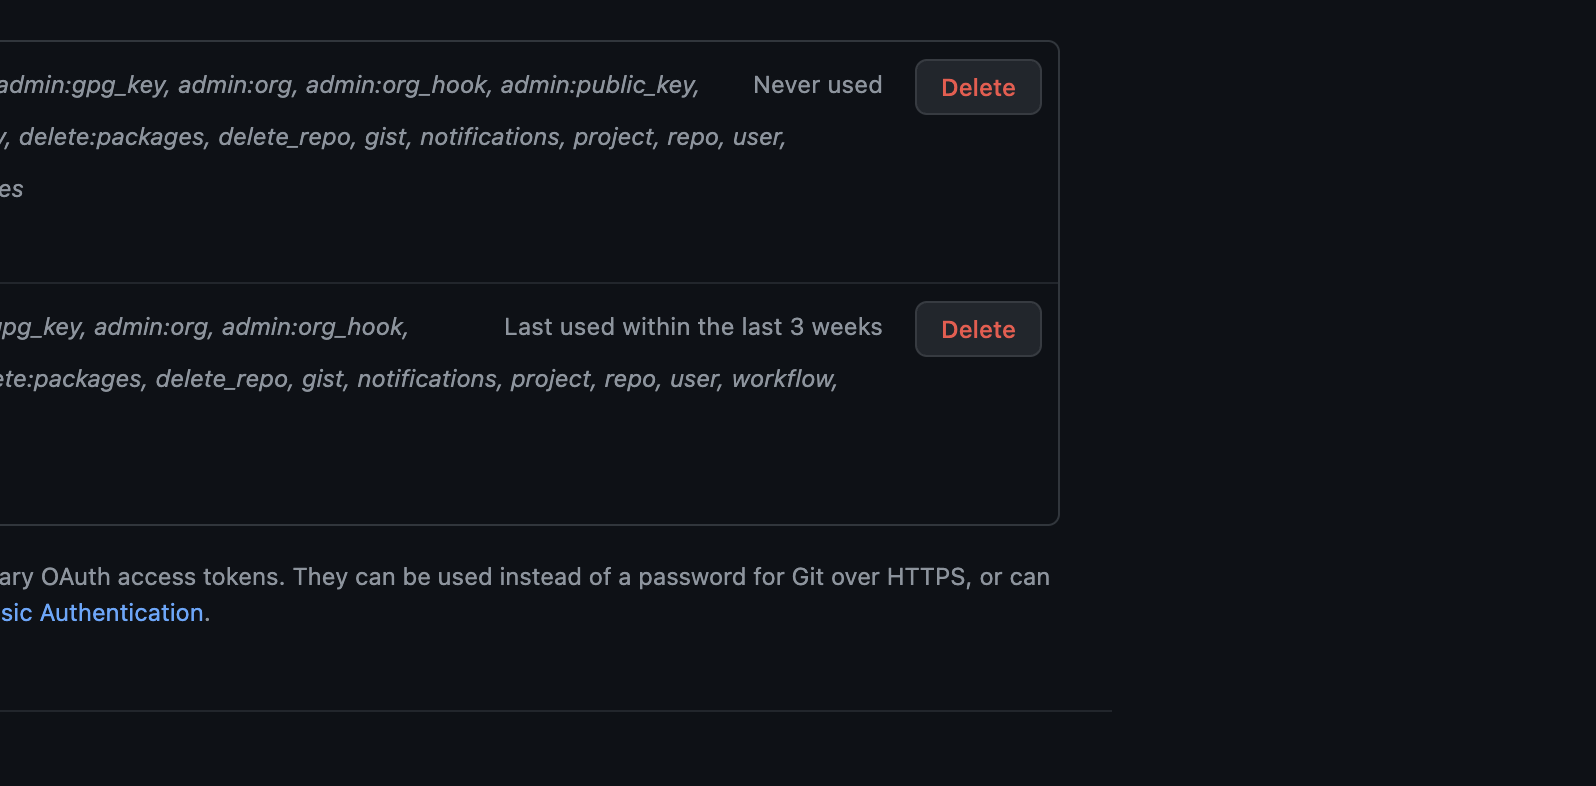 admin:gpg_key, admin:org, admin:org_hook, admin:public_key, Never used Delete
delete:packages, delete_repo, gist, notifications, project, repo, user,
es
pg_key, admin:org, admin:org_hook, Last used within the last 3 weeks Delete
ete:packages, delete_repo, gist, notifications, project, repo, user, workflow,
ary OAuth access tokens. They can be used instead of a password for Git over HTTPS, or can
sic Authentication.